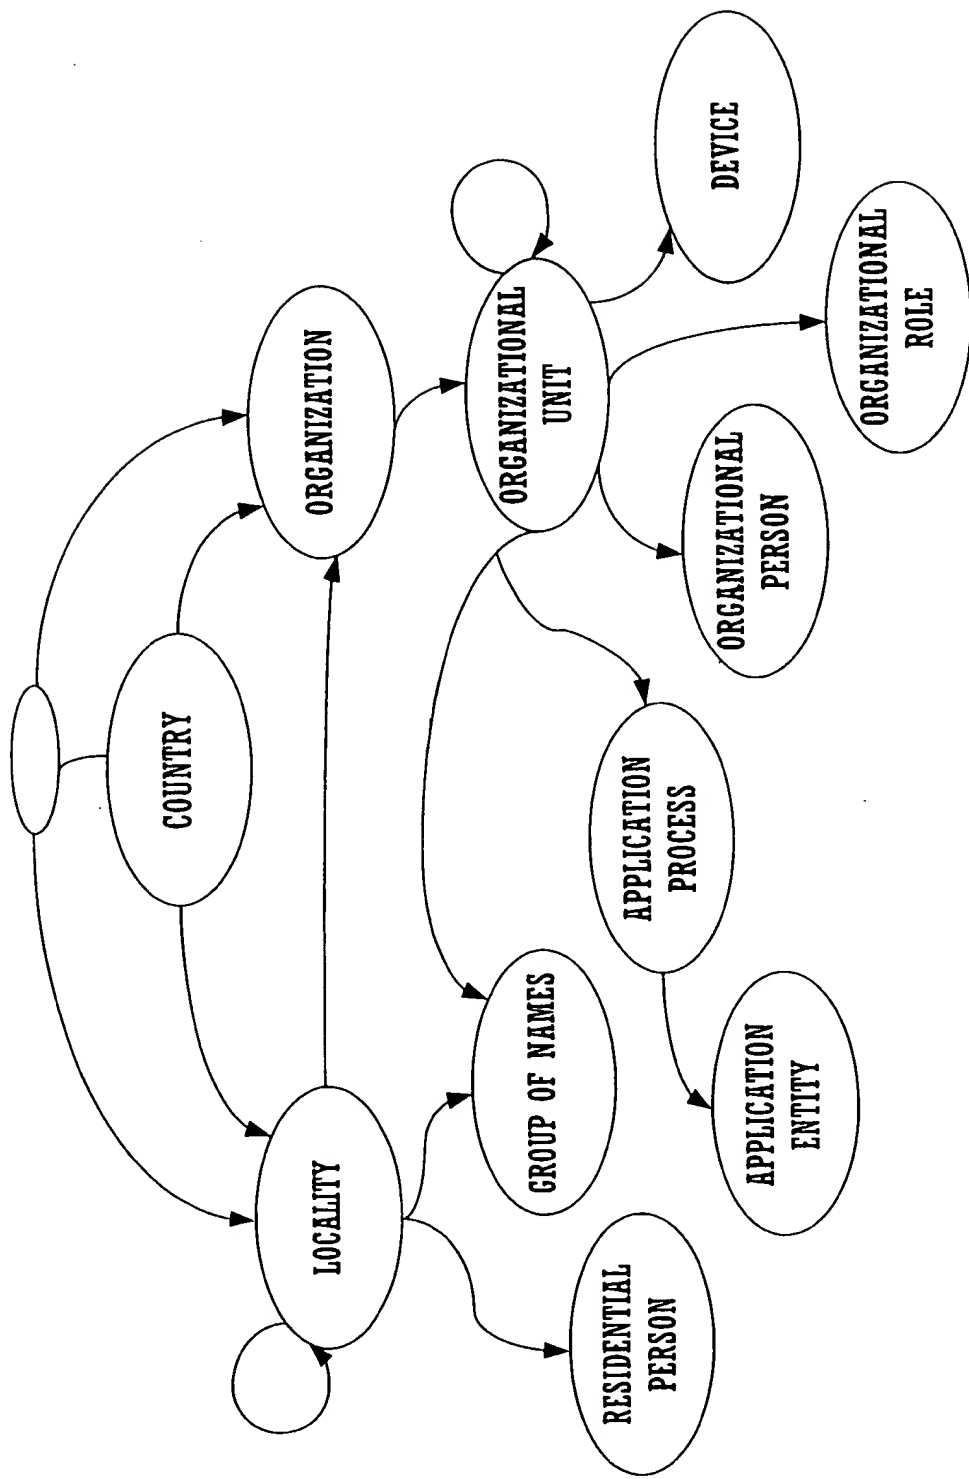 COUNTRY
LOCALITY
ORGANIZATION
ORGANIZATIONAL
UNIT
GROUP OF NAMES
RESIDENTIAL
PERSON
APPLICATION
PROCESS
APPLICATION
ENTITY
ORGANIZATIONAL
PERSON
ORGANIZATIONAL
ROLE
DEVICE